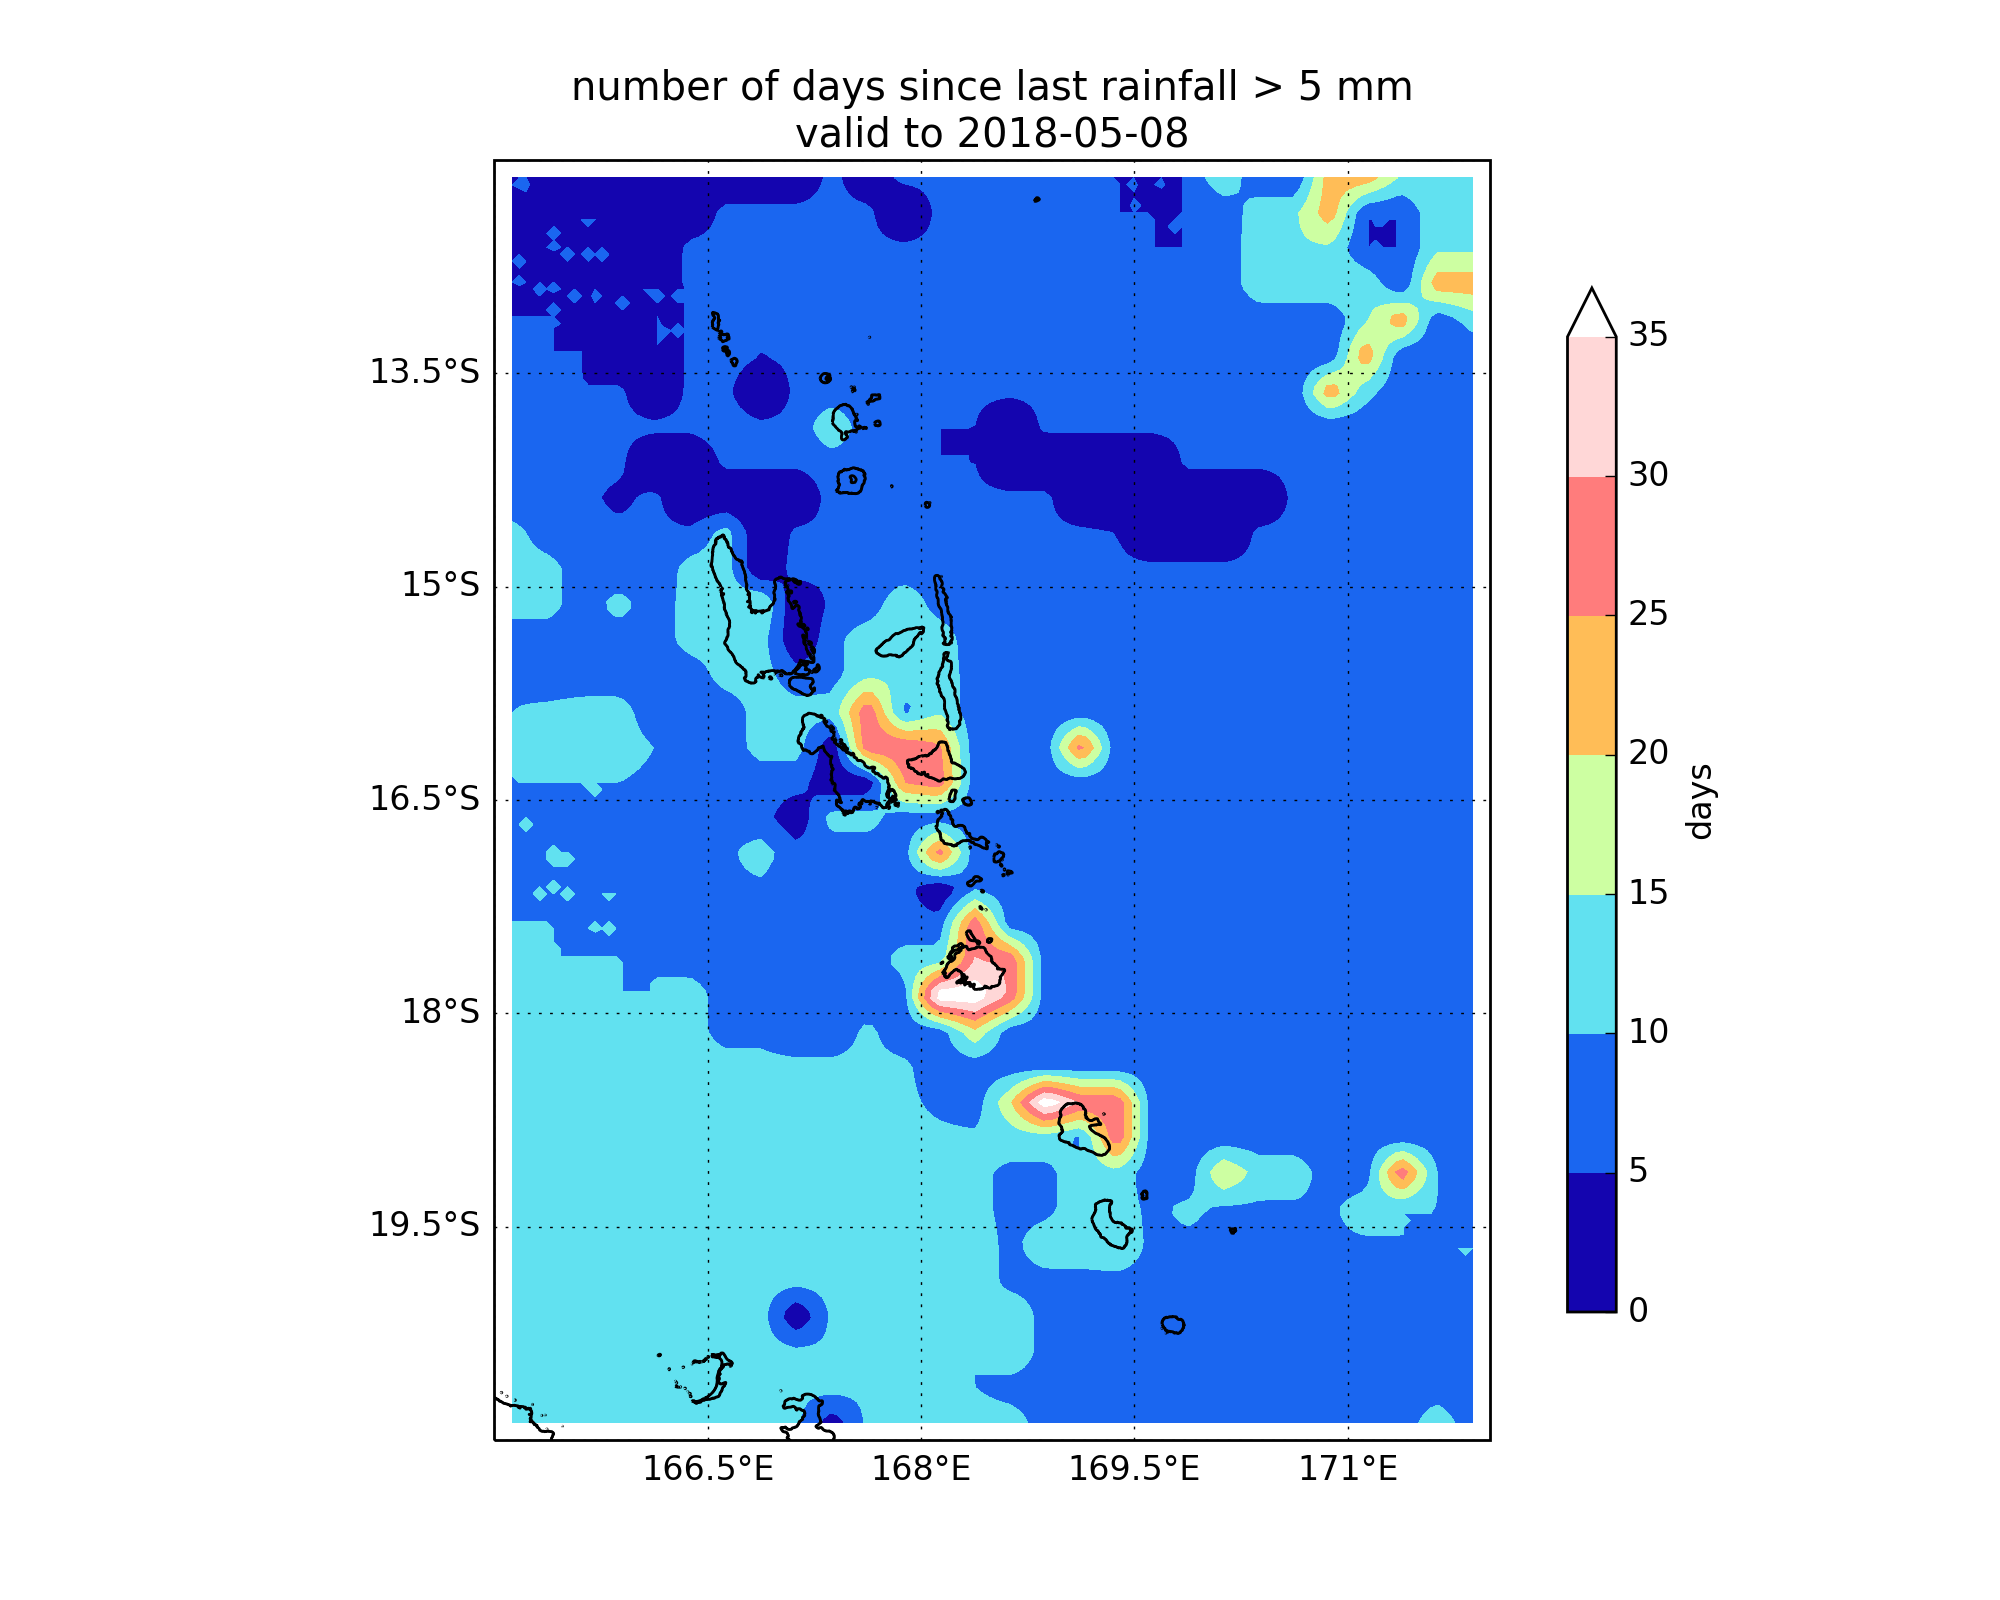 number of days since last rainfall > 5 mm
valid to 2018-05-08
13.5°S
15°S
16.5°S
18°S
19.5°S
166.5°E
168°E
169.5°E
171°E
35
30
25
20
15
10
5
0
days